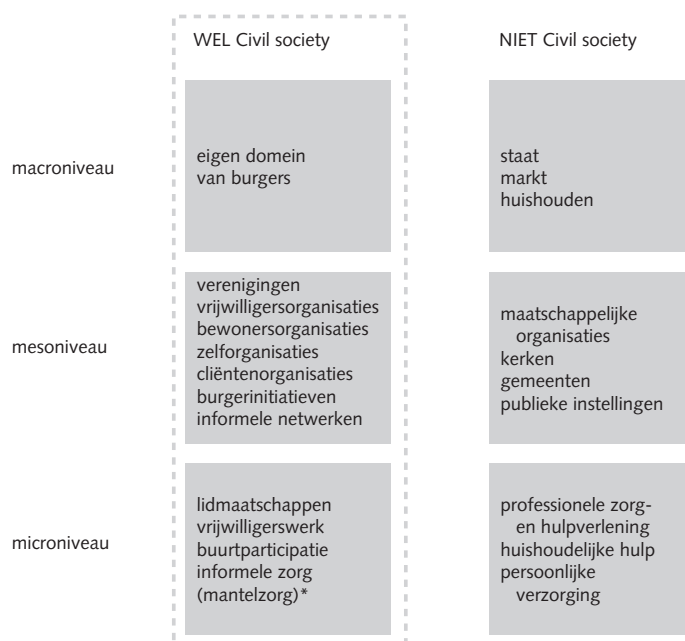 WEL Civil society
NIET Civil society
macroniveau
eigen domein
van burgers
staat
markt
huishouden
mesoniveau
verenigingen
vrijwilligersorganisaties
bewonersorganisaties
zelforganisaties
cliëntenorganisaties
burgerinitiatieven
informele netwerken
maatschappelijke
organisaties
kerken
gemeenten
publieke instellingen
microniveau
lidmaatschappen
vrijwilligerswerk
buurtparticipatie
informele zorg
(mantelzorg)*
professionele zorg-
en hulpverlening
huishoudelijke hulp
persoonlijke
verzorging